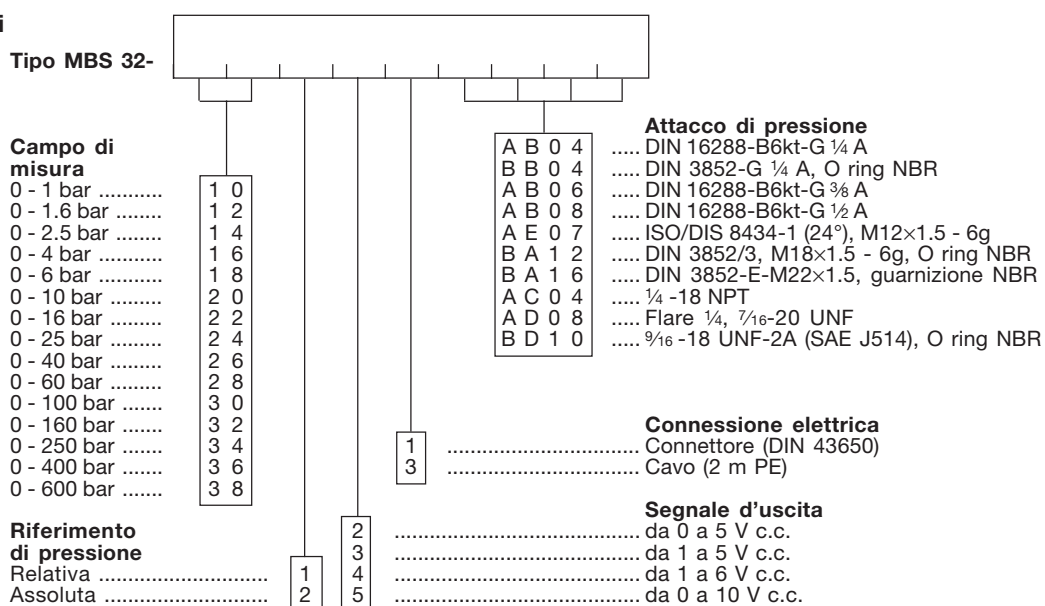 i
Tipo MBS 32-
Campo di
misura
0 - 1 bar ........... 1 0
0 - 1.6 bar ........ 1 2
0 - 2.5 bar ........ 1 4
0 - 4 bar ........... 1 6
0 - 6 bar ........... 1 8
0 - 10 bar ......... 2 0
0 - 16 bar ......... 2 2
0 - 25 bar ......... 2 4
0 - 40 bar ......... 2 6
0 - 60 bar ......... 2 8
0 - 100 bar ....... 3 0
0 - 160 bar ....... 3 2
0 - 250 bar ....... 3 4
0 - 400 bar ....... 3 6
0 - 600 bar ....... 3 8
Attacco di pressione
A B 0 4 ..... DIN 16288-B6kt-G ¼ A
B B 0 4 ..... DIN 3852-G ¼ A, O ring NBR
A B 0 6 ..... DIN 16288-B6kt-G ⅜ A
A B 0 8 ..... DIN 16288-B6kt-G ½ A
A E 0 7 ..... ISO/DIS 8434-1 (24°), M12×1.5 - 6g
B A 1 2 ..... DIN 3852/3, M18×1.5 - 6g, O ring NBR
B A 1 6 ..... DIN 3852-E-M22×1.5, guarnizione NBR
A C 0 4 ..... ¼ -18 NPT
A D 0 8 ..... Flare ¼, 7/16-20 UNF
B D 1 0 ..... 9/16 -18 UNF-2A (SAE J514), O ring NBR
Connessione elettrica
1 ................................... Connettore (DIN 43650)
3 ................................... Cavo (2 m PE)
Riferimento
di pressione
Relativa ............................ 1
Assoluta .......................... 2
Segnale d'uscita
2 ............................................ da 0 a 5 V c.c.
3 ............................................ da 1 a 5 V c.c.
4 ............................................ da 1 a 6 V c.c.
5 ............................................ da 0 a 10 V c.c.